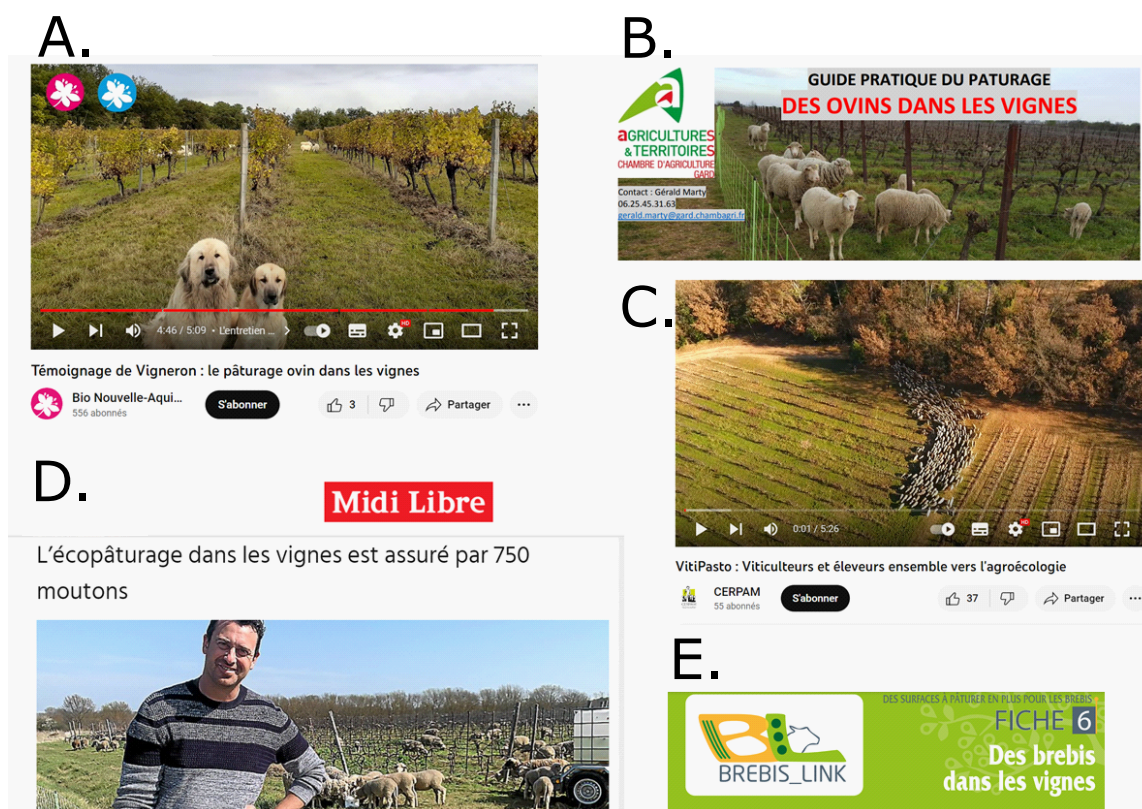 A.
4:46 / 5:09 • L'entretien ...
HD
Témoignage de Vigneron : le pâturage ovin dans les vignes
Bio Nouvelle-Aqui...
556 abonnés
S'abonner
3
Partager
B.
GUIDE PRATIQUE DU PATURAGE
DES OVINS DANS LES VIGNES
aGRICULTURES
& TERRITOIRES
CHAMBRE D'AGRICULTURE
GARD
Contact : Gérald Marty
06.25.45.31.63
gerald.marty@gard.chambagri.fr
C.
0:01 / 5:26
HD
VitiPasto : Viticulteurs et éleveurs ensemble vers l'agroécologie
CERPAM
55 abonnés
S'abonner
37
Partager
D.
Midi Libre
L'écopâturage dans les vignes est assuré par 750
moutons
E.
BL
BREBIS_LINK
DES SURFACES À PÂTURER EN PLUS POUR LES BREBIS
FICHE 6
Des brebis
dans les vignes